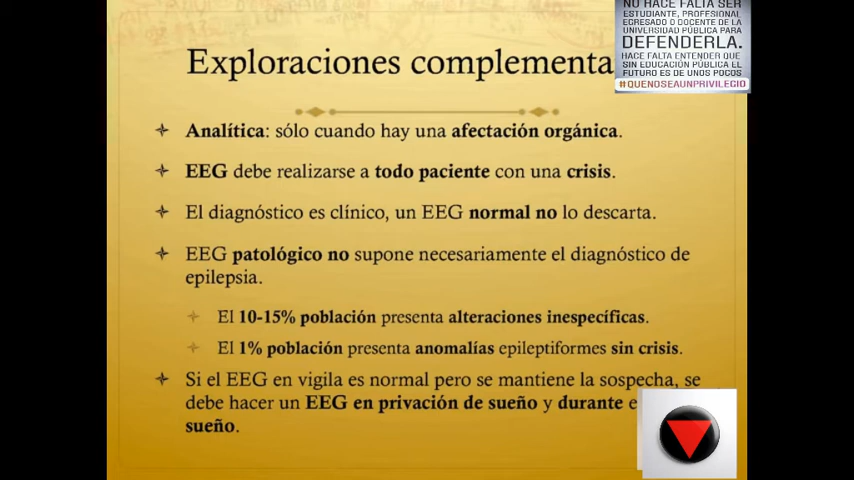 NO HACE FALTA SER
ESTUDIANTE, PROFESIONAL
EGRESADO O DOCENTE DE LA
UNIVERSIDAD PÚBLICA PARA
DEFENDERLA.
HACE FALTA ENTENDER QUE
SIN EDUCACIÓN PÚBLICA EL
FUTURO ES DE UNOS POCOS
#QUENOSEAUNPRIVILEGIO
Exploraciones complementa
Analítica: sólo cuando hay una afectación orgánica.
EEG debe realizarse a todo paciente con una crisis.
El diagnóstico es clínico, un EEG normal no lo descarta.
EEG patológico no supone necesariamente el diagnóstico de
epilepsia.
El 10-15% población presenta alteraciones inespecíficas.
El 1% población presenta anomalías epileptiformes sin crisis.
Si el EEG en vigila es normal pero se mantiene la sospecha, se
debe hacer un EEG en privación de sueño y durante e
sueño.